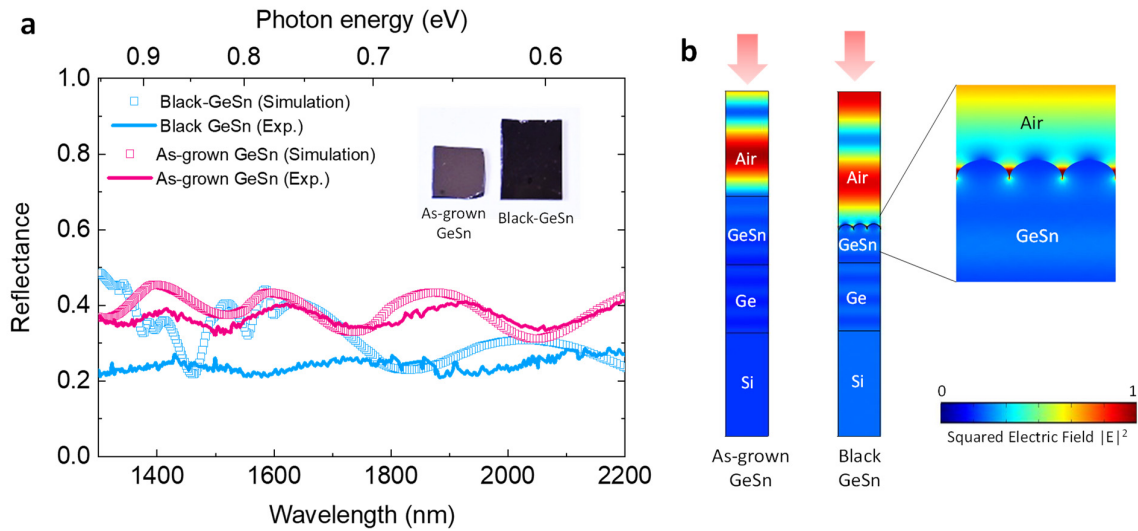 a
Photon energy (eV)
0.9 0.8 0.7 0.6
1.0
0.8
0.6
0.4
0.2
0.0
Reflectance
Black-GeSn (Simulation)
Black GeSn (Exp.)
As-grown GeSn (Simulation)
As-grown GeSn (Exp.)
As-grown
GeSn
Black-GeSn
1400 1600 1800 2000 2200
Wavelength (nm)
b
Air
GeSn
Ge
Si
As-grown
GeSn
Air
GeSn
Ge
Si
Black
GeSn
Air
GeSn
0 1
Squared Electric Field |E|²